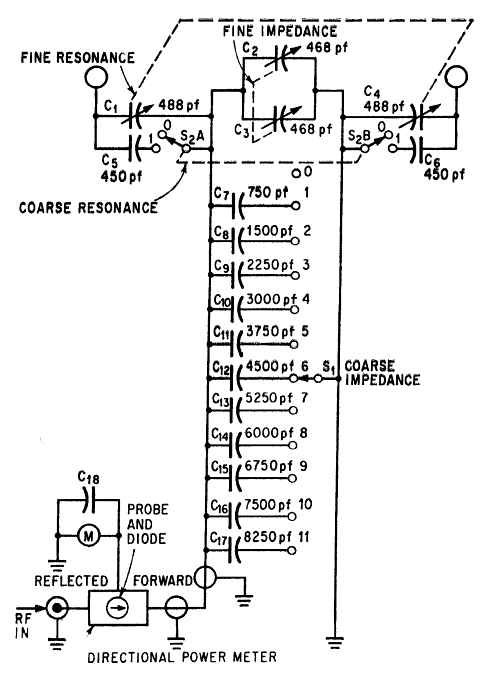 FINE IMPEDANCE
FINE RESONANCE
C2 468 pf
C1 488 pf
C4
488 pf
C3 468 pf
0
1 S2A
S2B 0
1
C5
450 pf
C6
450 pf
COARSE RESONANCE
0
C7 750 pf 1
C8 1500 pf 2
C9 2250 pf 3
C10 3000 pf 4
C11 3750 pf 5
C12 4500 pf 6 S1 COARSE
IMPEDANCE
C13 5250 pf 7
C14 6000 pf 8
C15 6750 pf 9
C16 7500 pf 10
C17 8250 pf 11
C18
M
PROBE
AND
DIODE
REFLECTED FORWARD
RF
IN
DIRECTIONAL POWER METER